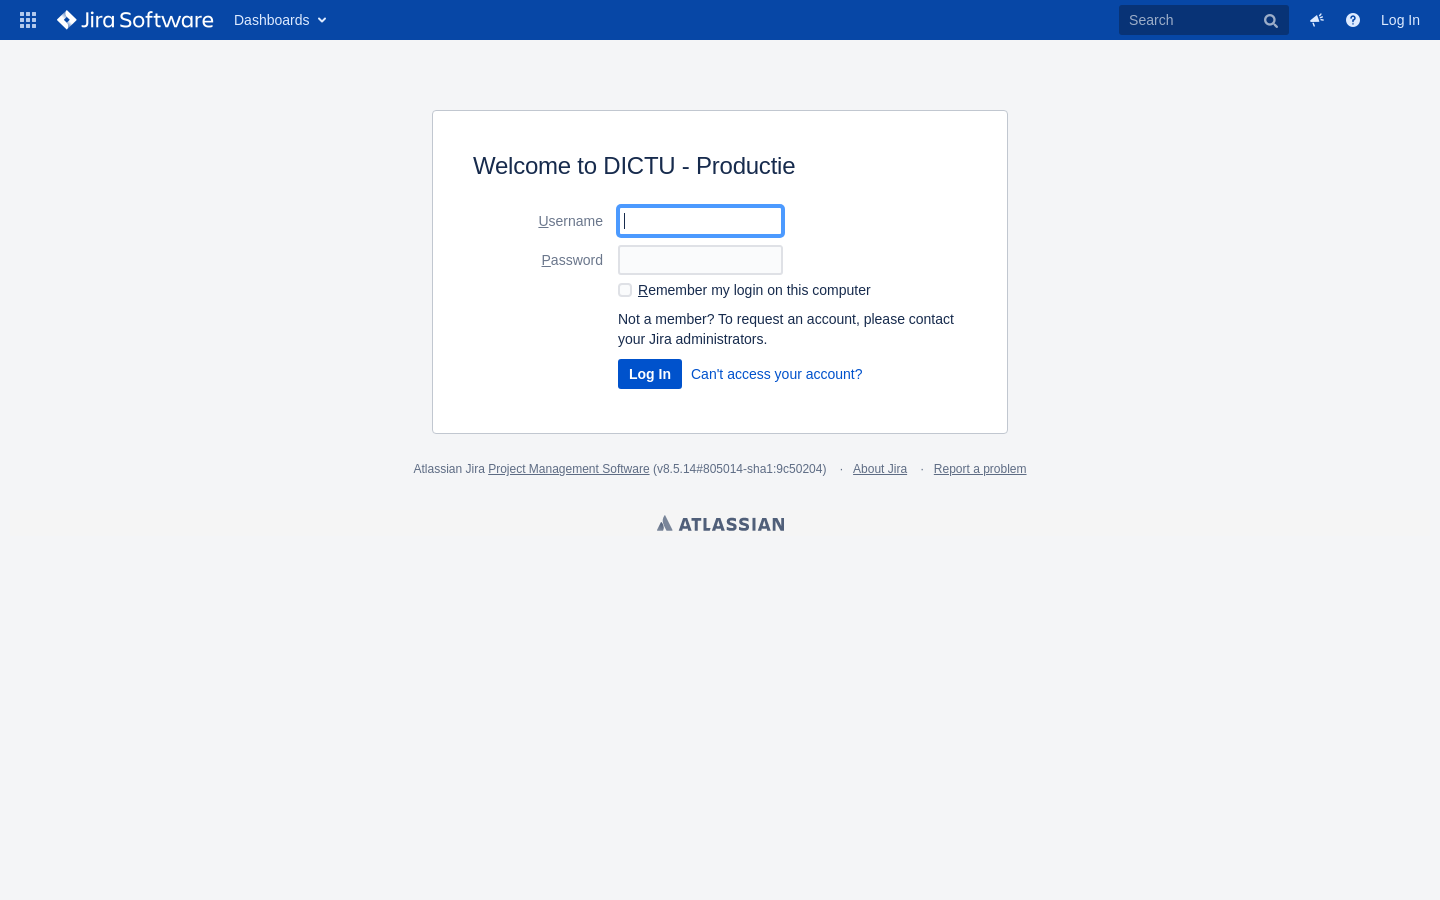 Jira Software Dashboards Search Log In
Welcome to DICTU - Productie
Username
Password
Remember my login on this computer
Not a member? To request an account, please contact
your Jira administrators.
Log In Can't access your account?
Atlassian Jira Project Management Software (v8.5.14#805014-sha1:9c50204) · About Jira · Report a problem
ATLASSIAN